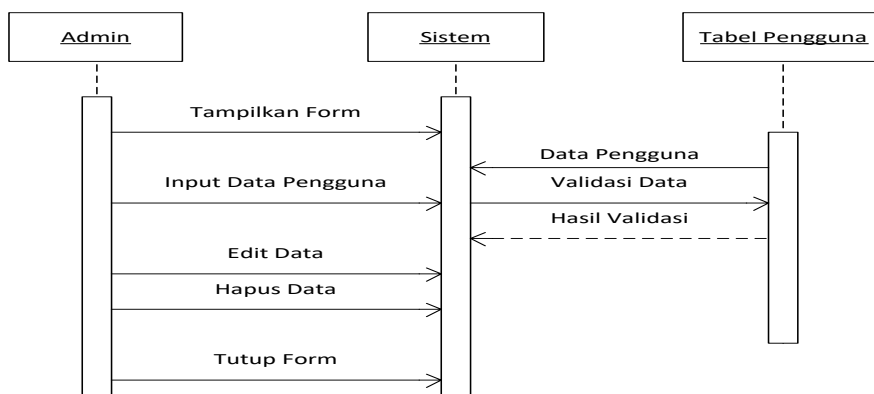 Admin
Sistem
Tabel Pengguna
Tampilkan Form
Data Pengguna
Input Data Pengguna
Validasi Data
Hasil Validasi
Edit Data
Hapus Data
Tutup Form